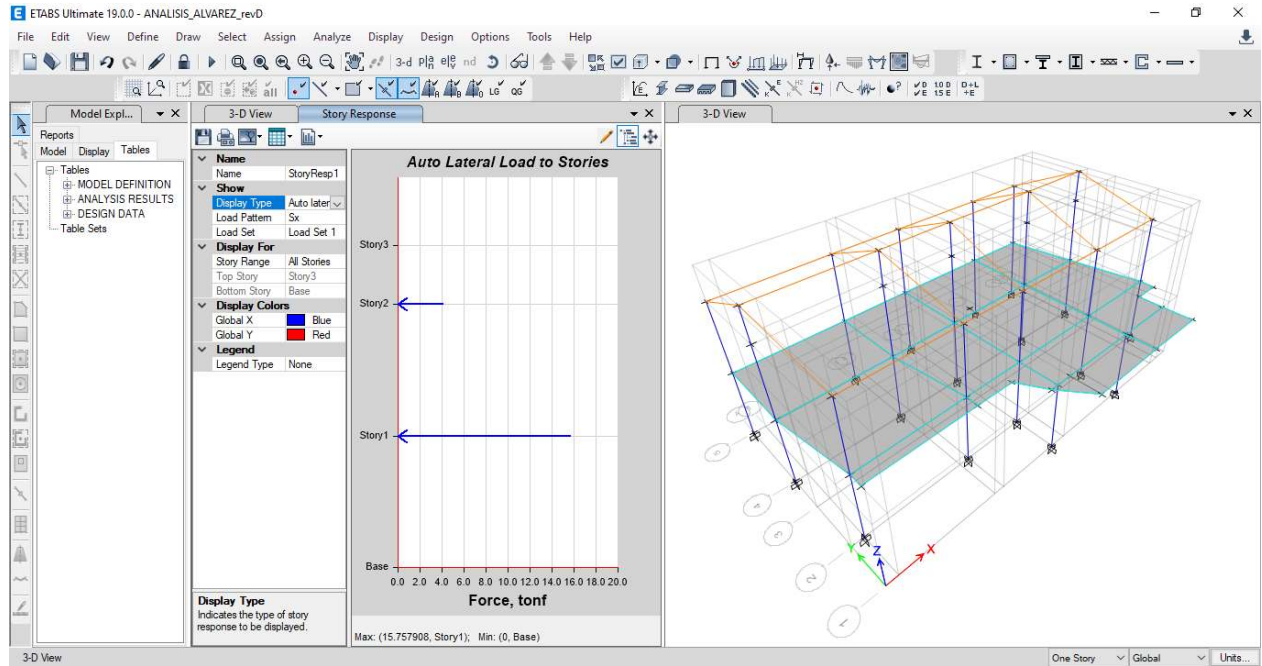 ETABS Ultimate 19.0.0 - ANALISIS_ALVAREZ_revD
File Edit View Define Draw Select Assign Analyze Display Design Options Tools Help
3-d Pla ele nd
all LG QG
Model Expl...
3-D View
Story Response
3-D View
Reports
Model Display Tables
Tables
MODEL DEFINITION
ANALYSIS RESULTS
DESIGN DATA
Table Sets
Name
Name StoryResp1
Show
Display Type Auto later
Load Pattern Sx
Load Set Load Set 1
Display For
Story Range All Stories
Top Story Story3
Bottom Story Base
Display Colors
Global X Blue
Global Y Red
Legend
Legend Type None
Display Type
Indicates the type of story
response to be displayed.
Auto Lateral Load to Stories
Story3
Story2
Story1
Base
0.0 2.0 4.0 6.0 8.0 10.0 12.0 14.0 16.0 18.0 20.0
Force, tonf
Max: (15.757908, Story1); Min: (0, Base)
Y Z X
3-D View
One Story Global Units...